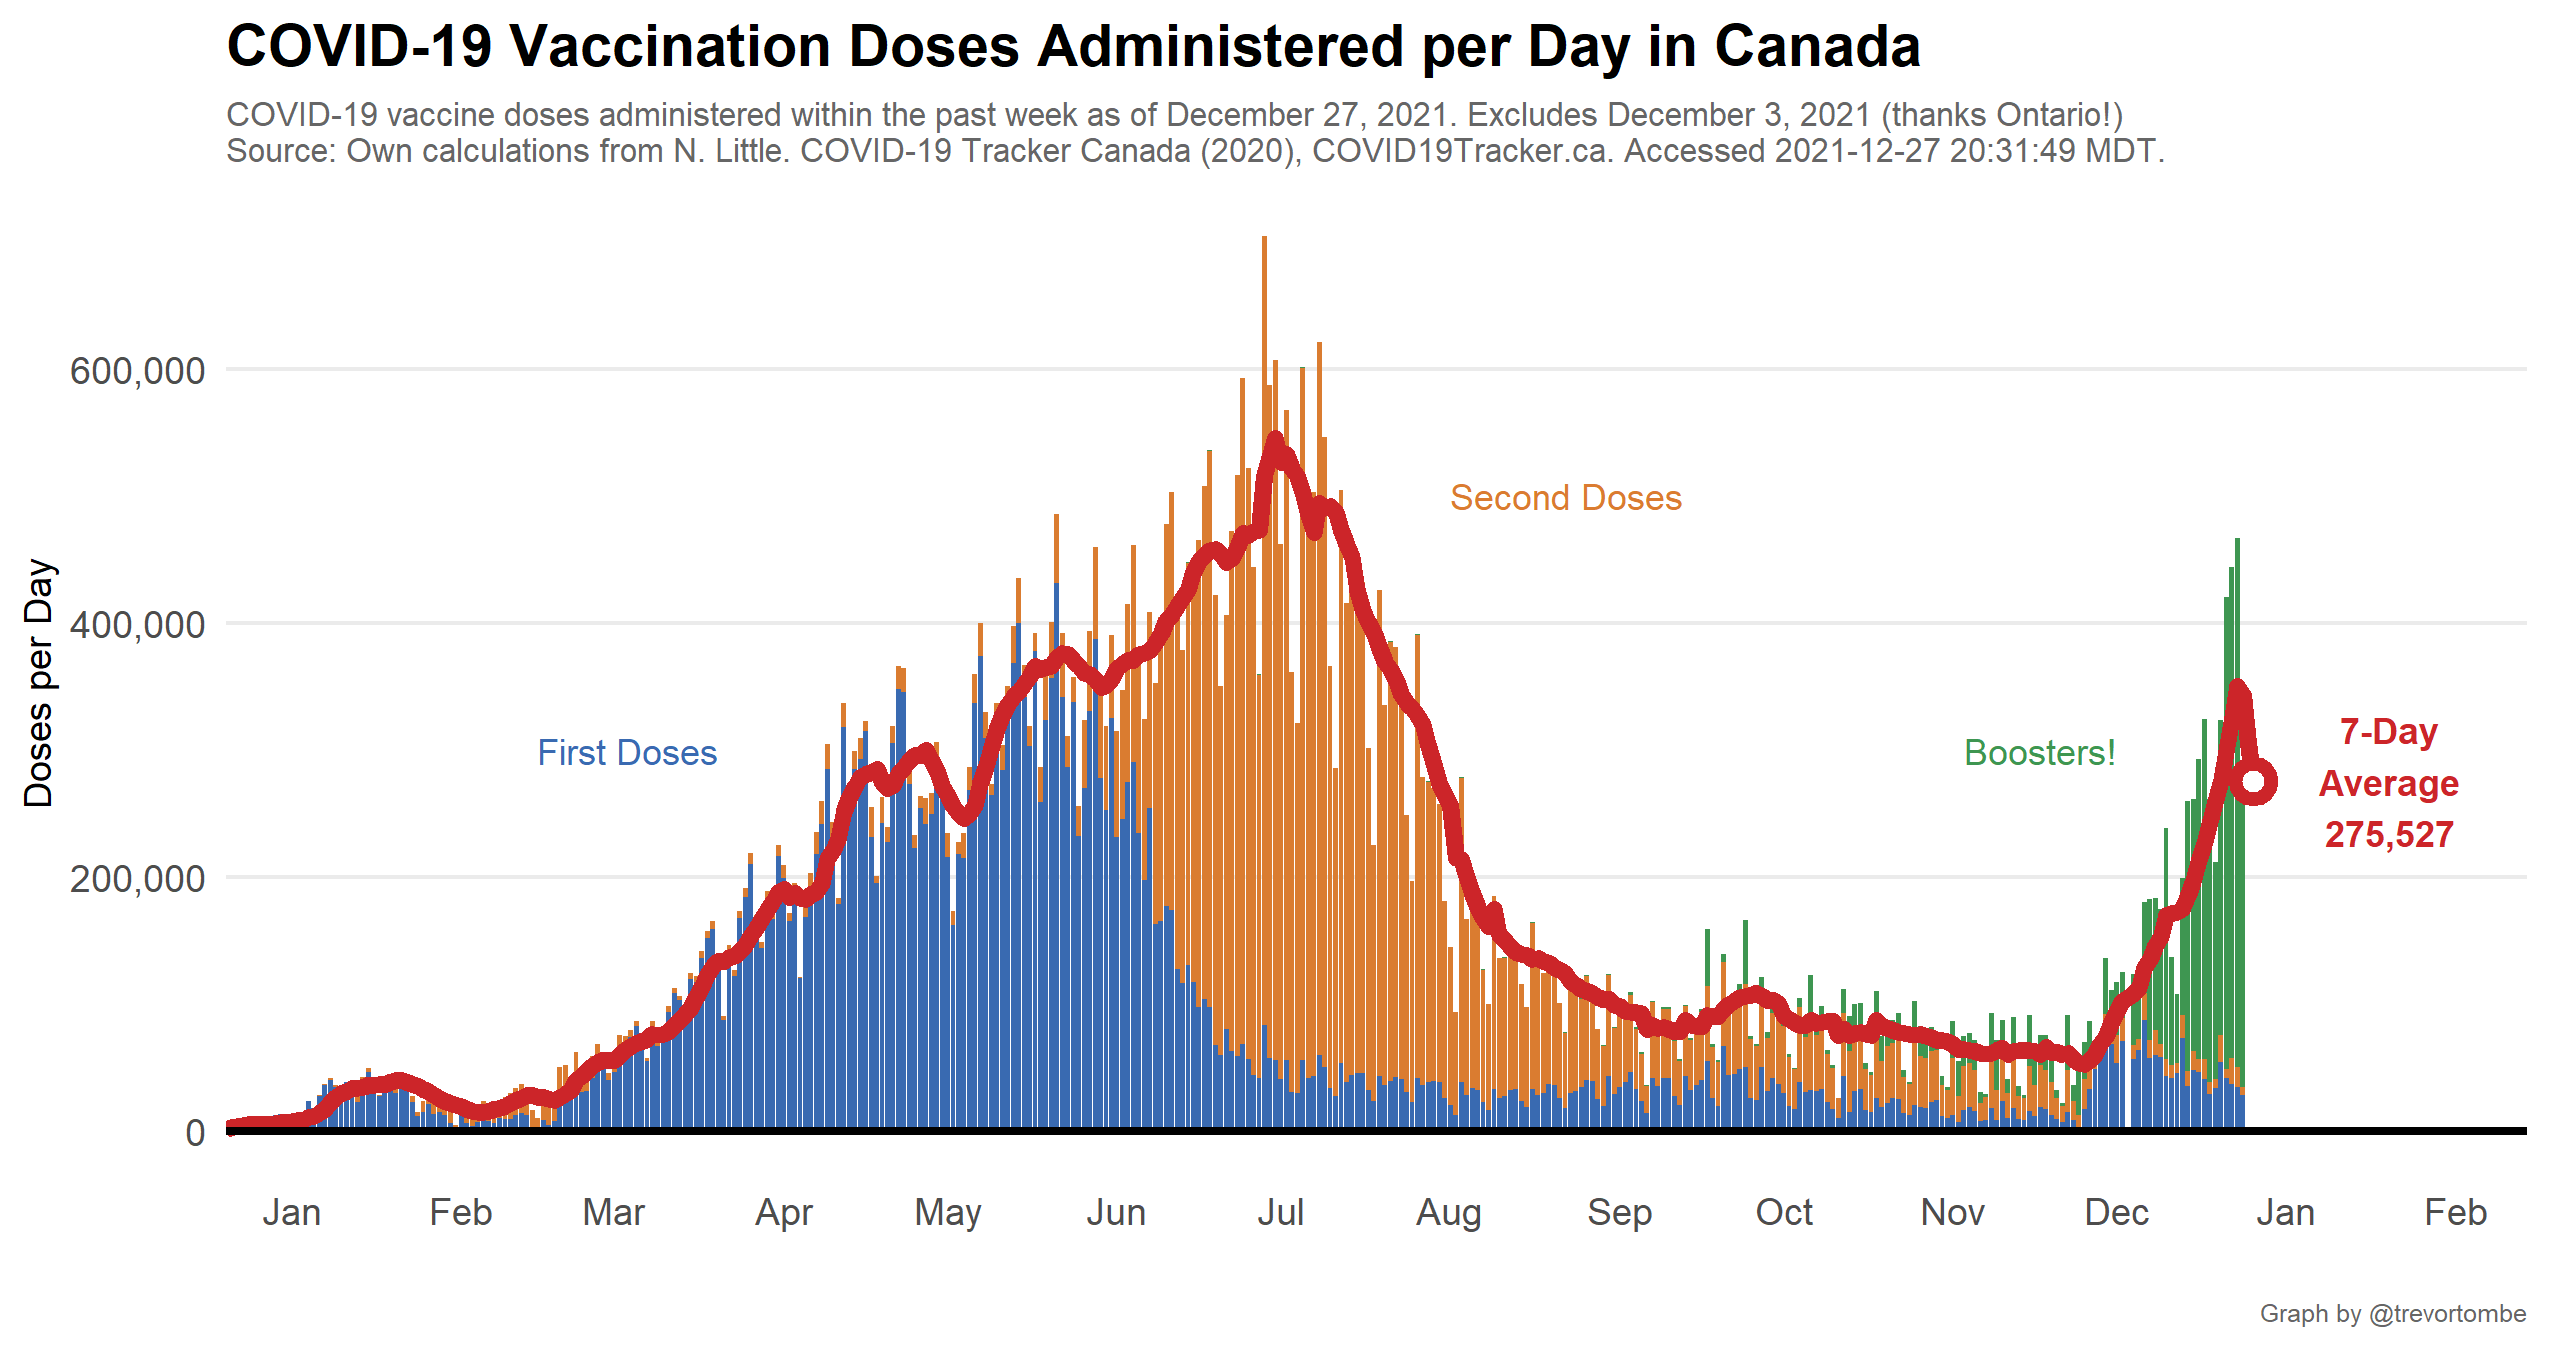 COVID-19 Vaccination Doses Administered per Day in Canada
COVID-19 vaccine doses administered within the past week as of December 27, 2021. Excludes December 3, 2021 (thanks Ontario!)
Source: Own calculations from N. Little. COVID-19 Tracker Canada (2020), COVID19Tracker.ca. Accessed 2021-12-27 20:31:49 MDT.
Doses per Day
600,000
400,000
200,000
0
First Doses
Second Doses
Boosters!
7-Day
Average
275,527
Jan Feb Mar Apr May Jun Jul Aug Sep Oct Nov Dec Jan Feb
Graph by @trevortombe